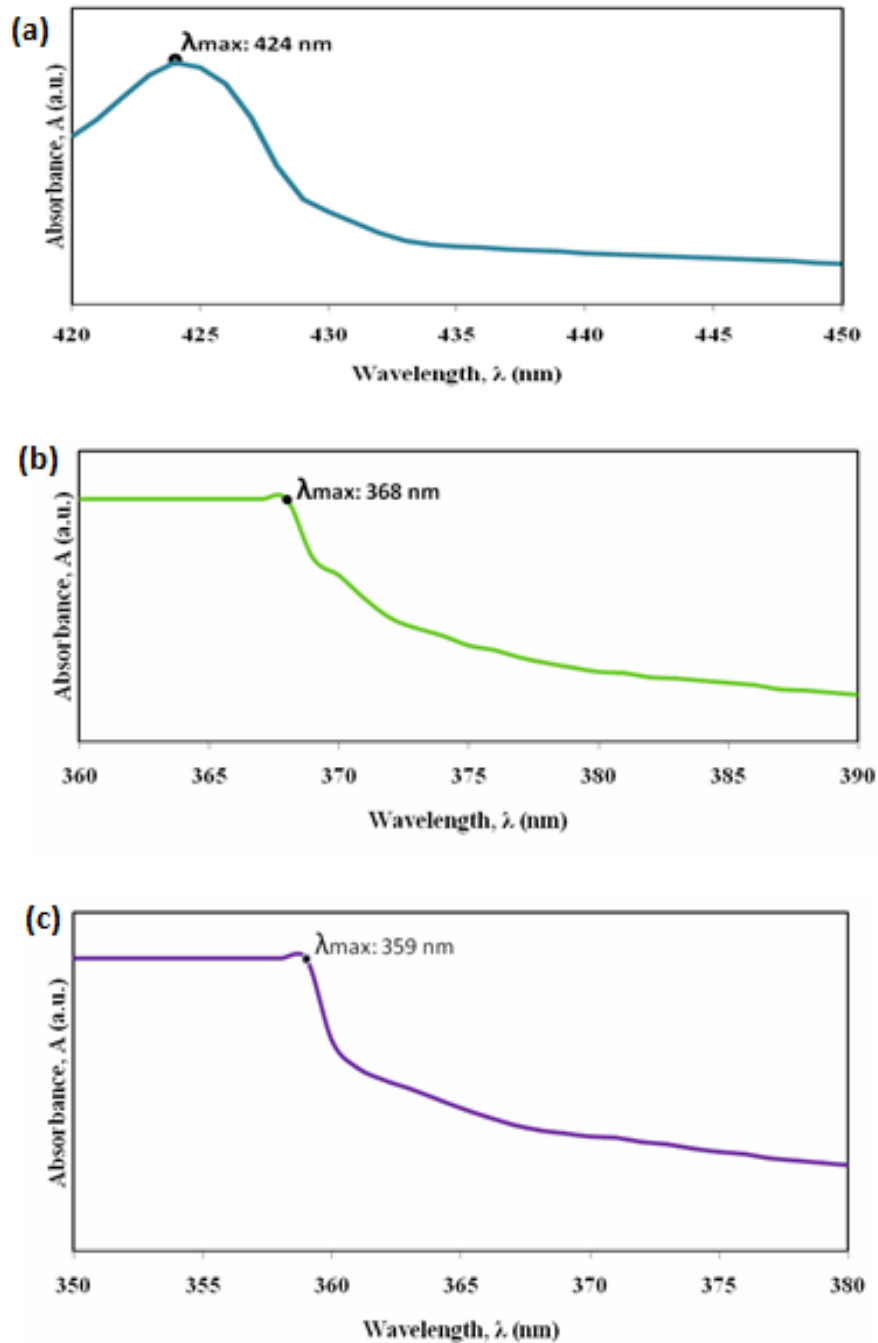 (a)
λmax: 424 nm
Absorbance, A (a.u.)
420 425 430 435 440 445 450
Wavelength, λ (nm)
(b)
λmax: 368 nm
Absorbance, A (a.u.)
360 365 370 375 380 385 390
Wavelength, λ (nm)
(c)
λmax: 359 nm
Absorbance, A (a.u.)
350 355 360 365 370 375 380
Wavelength, λ (nm)